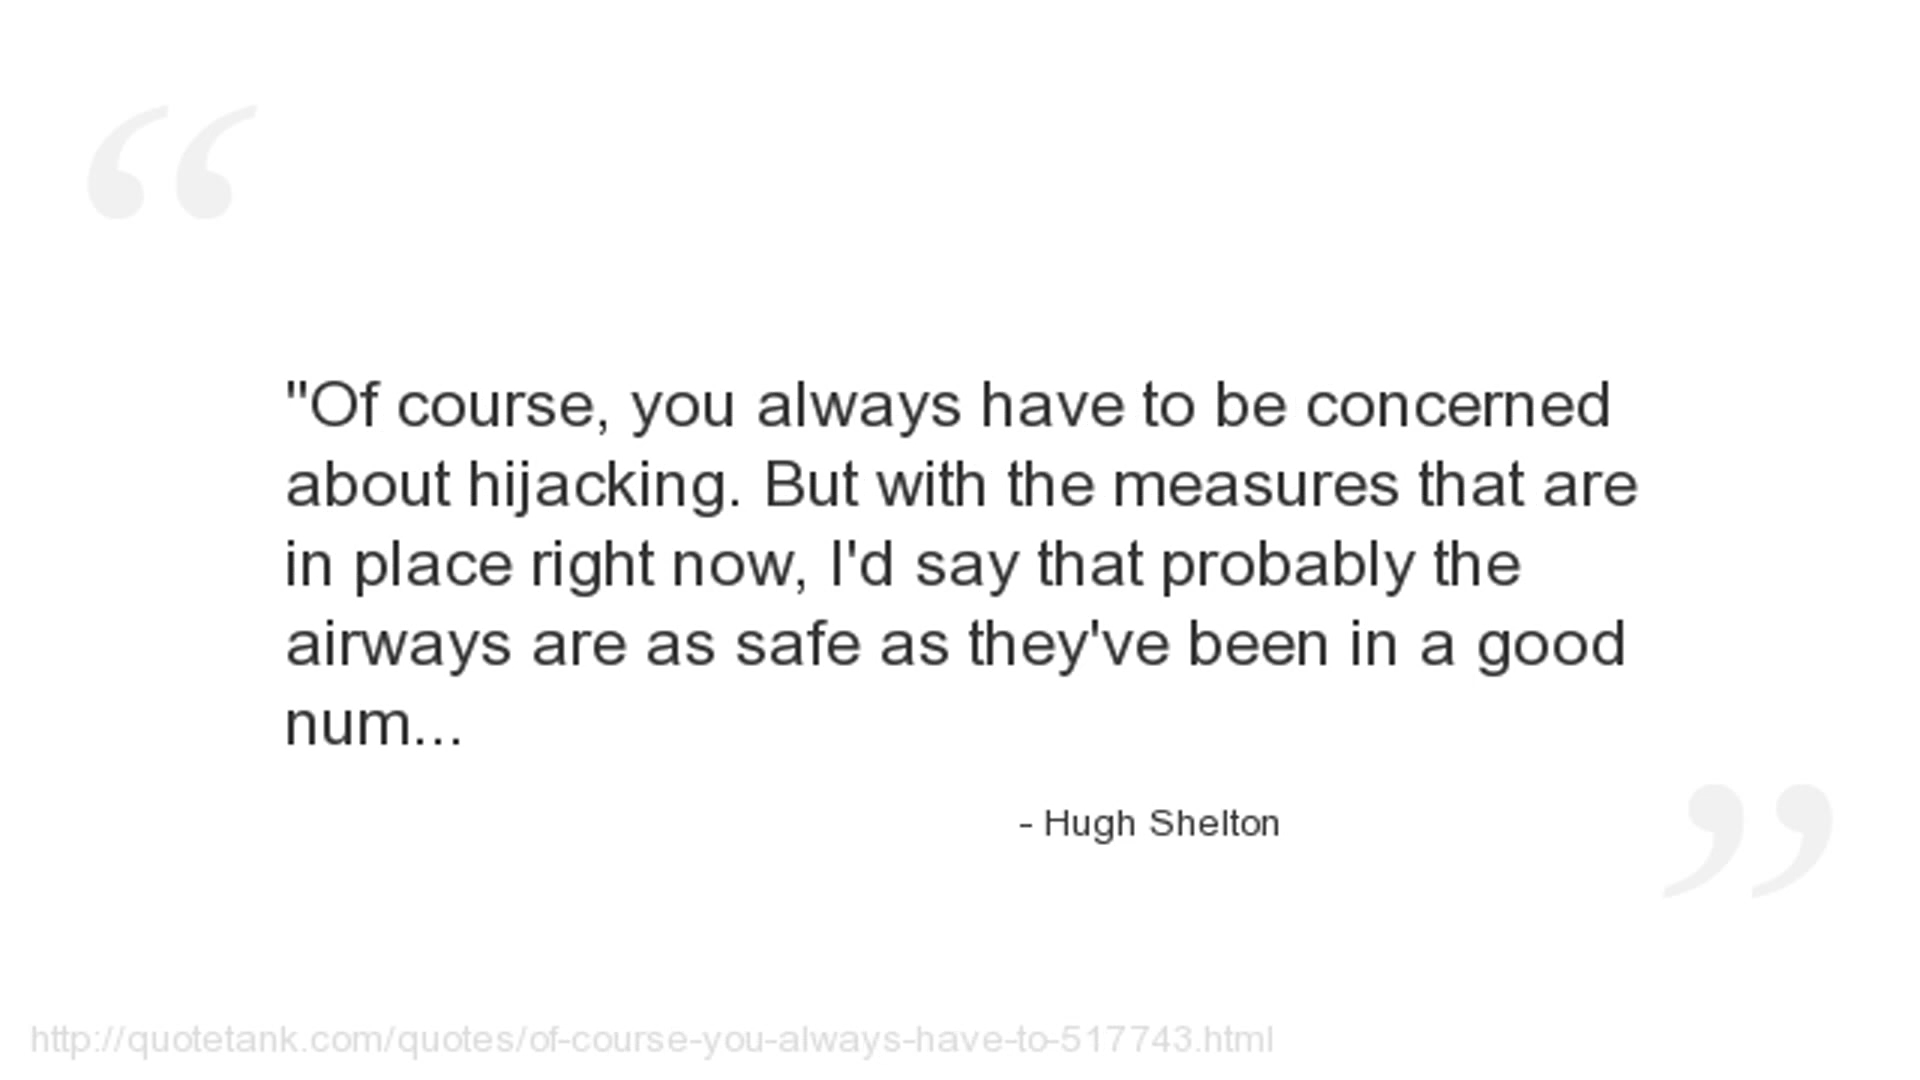 "Of course, you always have to be concerned
about hijacking. But with the measures that are
in place right now, I'd say that probably the
airways are as safe as they've been in a good
num...
- Hugh Shelton
http://quotetank.com/quotes/of-course-you-always-have-to-517743.html